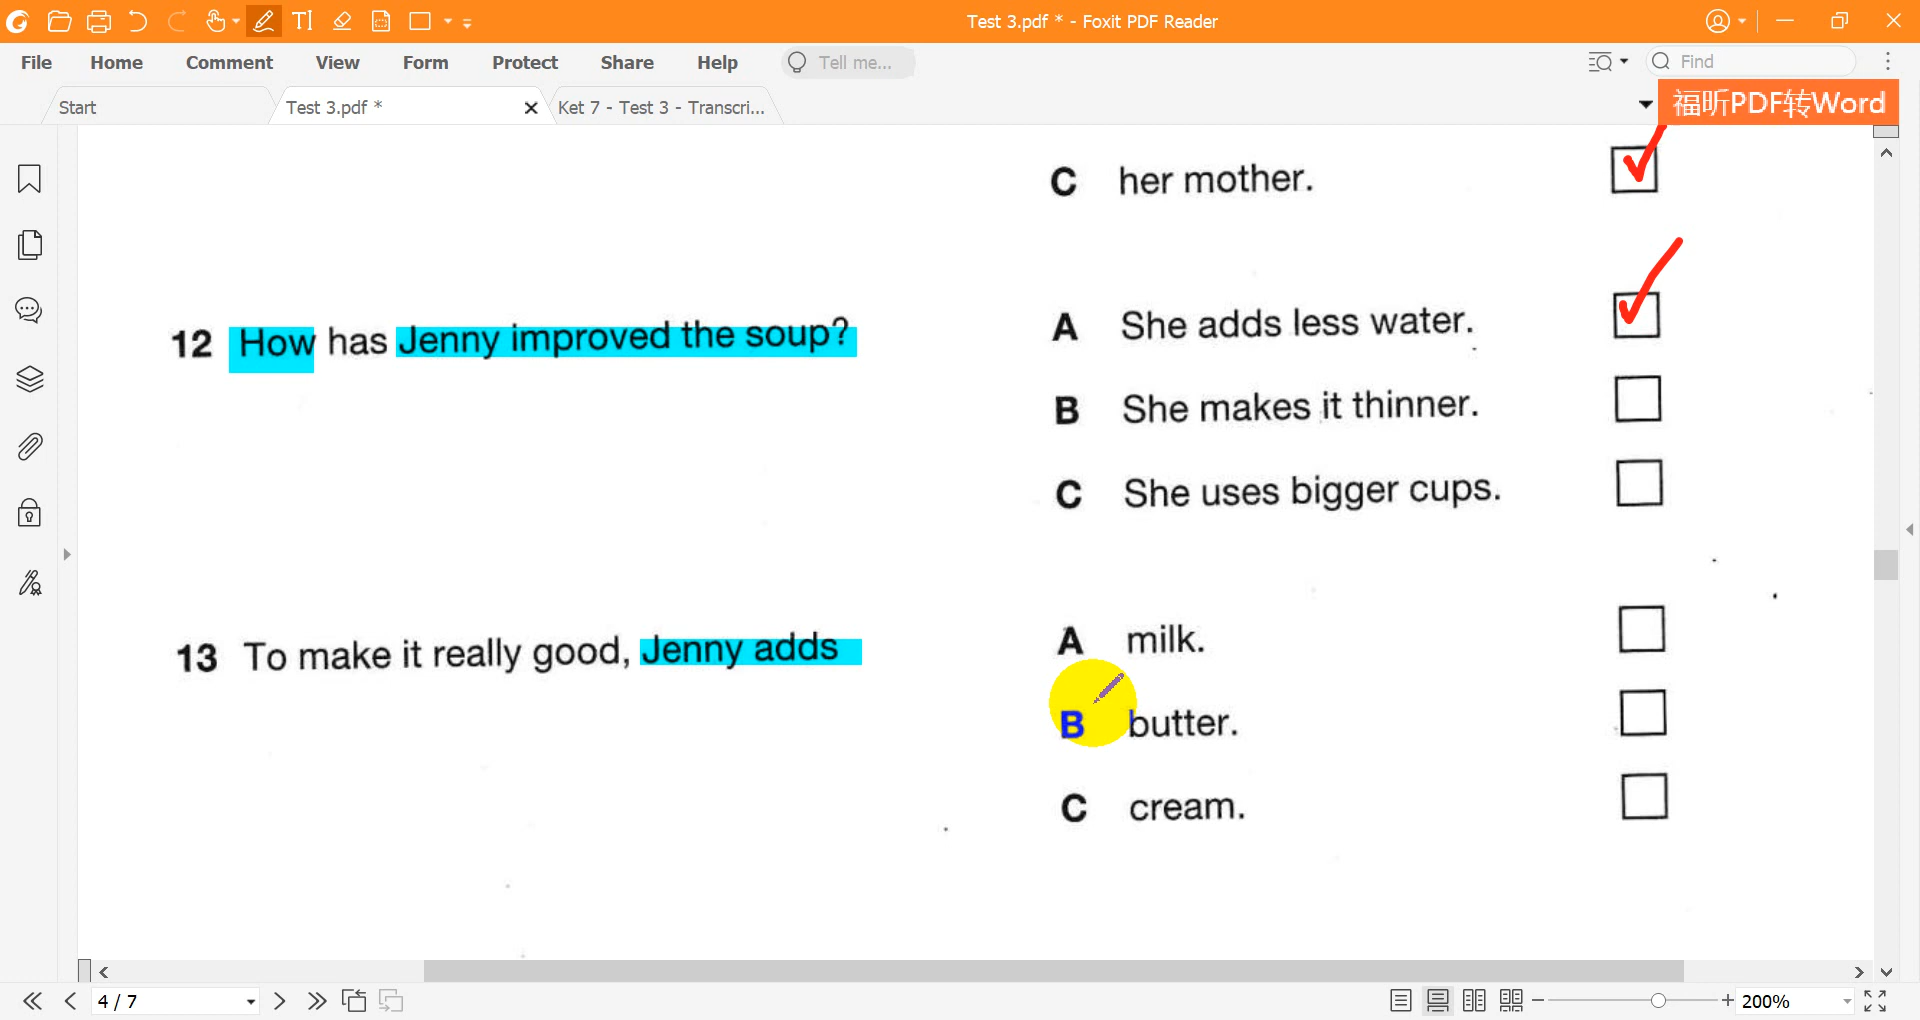 Test 3.pdf * - Foxit PDF Reader
File Home Comment View Form Protect Share Help Tell me... Find
Start Test 3.pdf * Ket 7 - Test 3 - Transcri... 福昕PDF转Word
C her mother.
12 How has Jenny improved the soup?
A She adds less water.
B She makes it thinner.
C She uses bigger cups.
13 To make it really good, Jenny adds
A milk.
B butter.
C cream.
4 / 7 200%